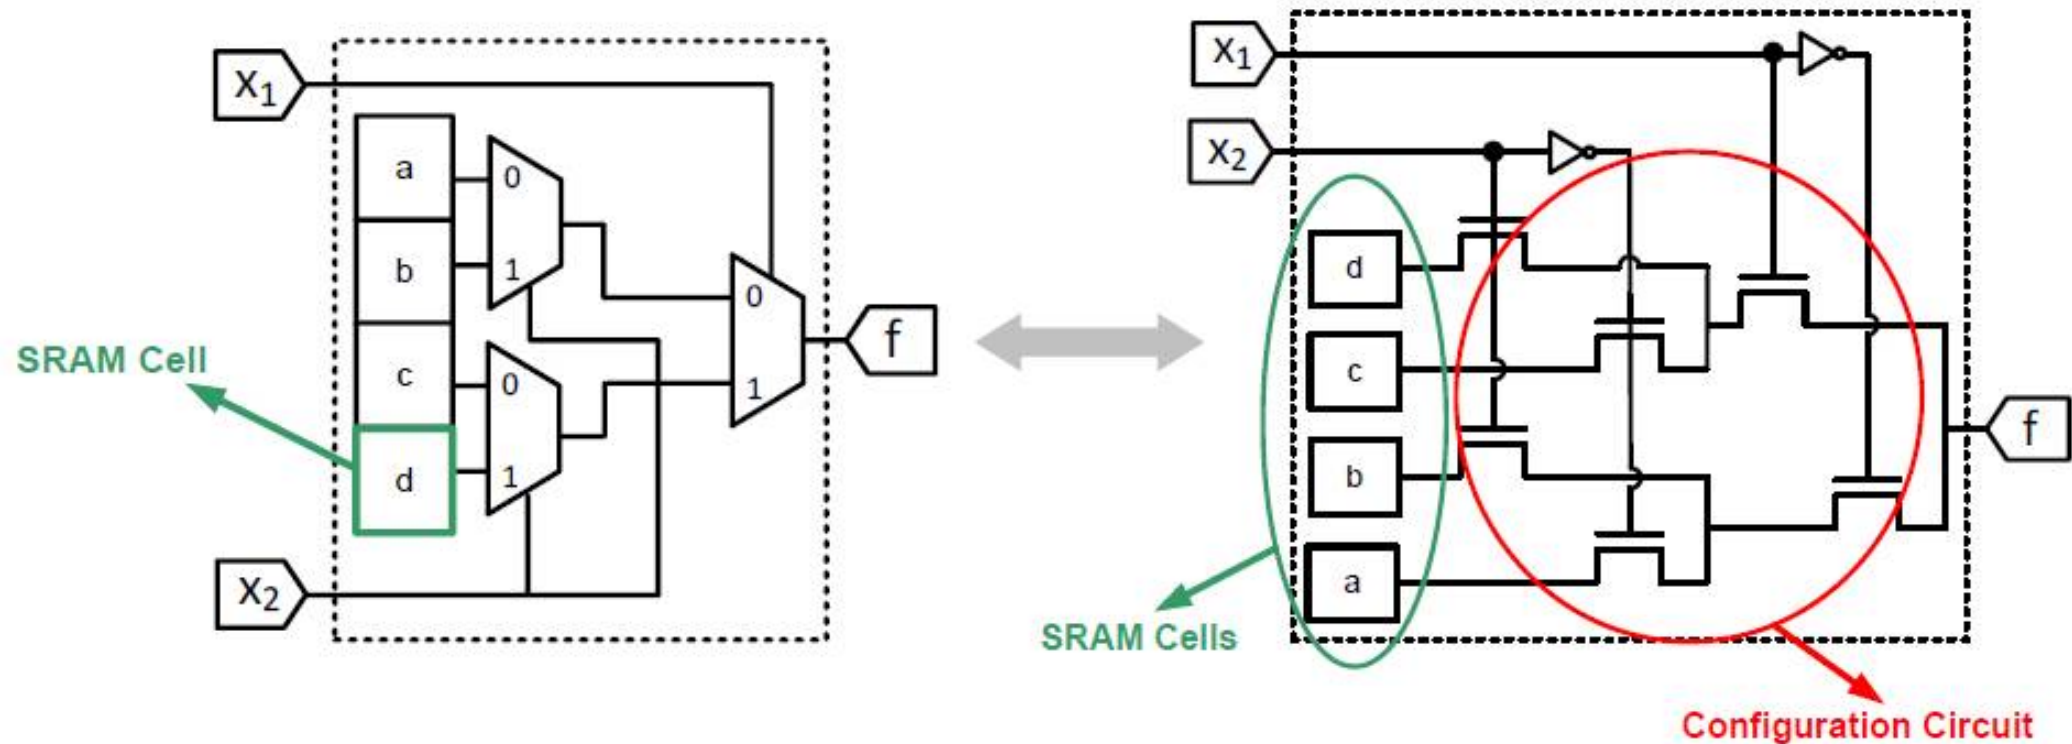 X1
a
0
b
1
0
SRAM Cell
f
c
0
1
d
1
X2
X1
X2
d
c
b
f
a
SRAM Cells
Configuration Circuit